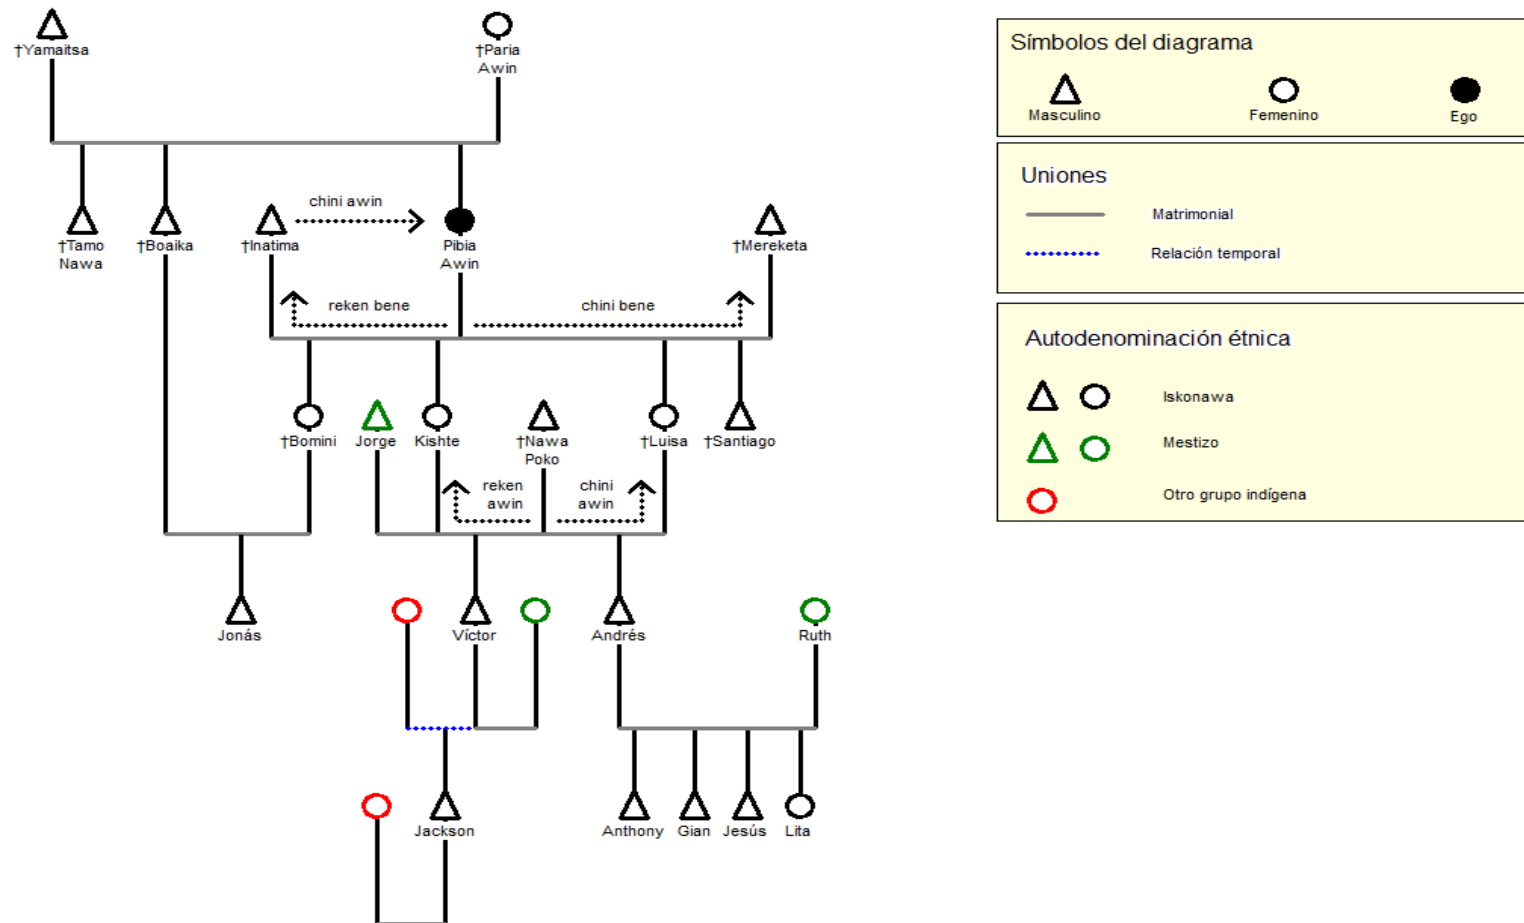 †Yamaitsa
†Paria
Awin
chini awin
†Tamo
Nawa
†Boaika
†Inatima
Pibia
Awin
†Mereketa
reken bene
chini bene
†Bomini
Jorge
Kishte
†Nawa
Poko
†Luisa
†Santiago
reken
awin
chini
awin
Jonás
Víctor
Andrés
Ruth
Jackson
Anthony
Gian
Jesús
Lita
Símbolos del diagrama
Masculino
Femenino
Ego
Uniones
Matrimonial
Relación temporal
Autodenominación étnica
Iskonawa
Mestizo
Otro grupo indígena